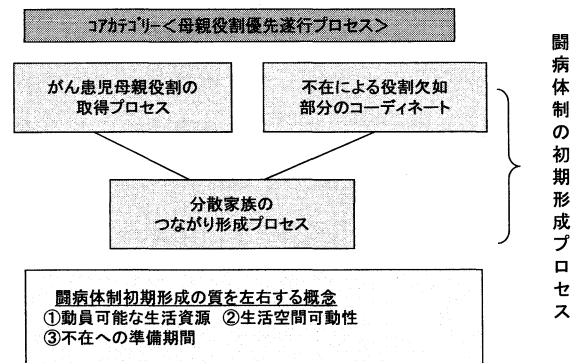 コアカテゴリー＜母親役割優先遂行プロセス＞
がん患児母親役割の
取得プロセス
不在による役割欠如
部分のコーディネート
分散家族の
つながり形成プロセス
闘病体制の初期形成プロセス
闘病体制初期形成の質を左右する概念
①動員可能な生活資源　②生活空間可動性
③不在への準備期間